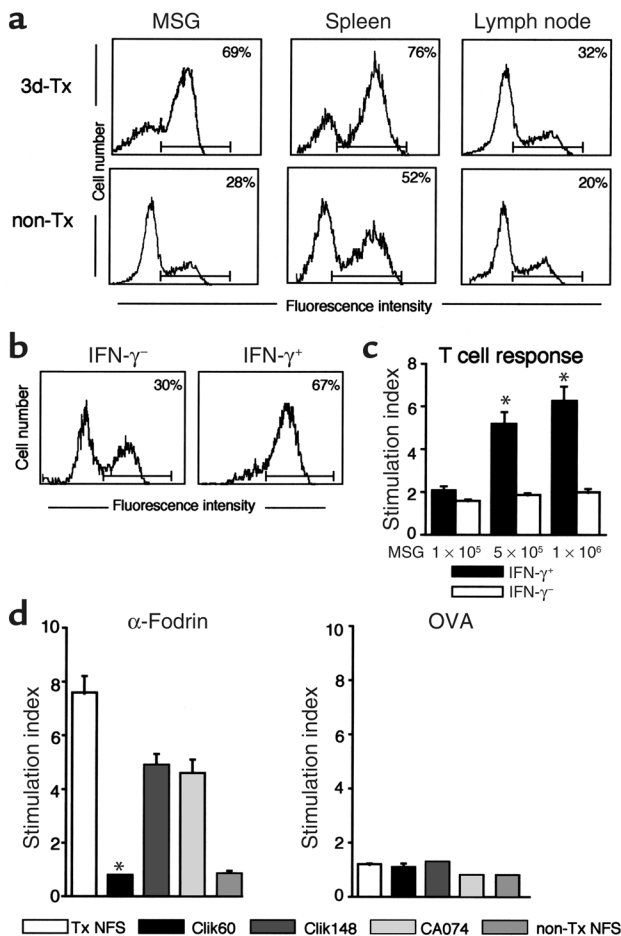 a
MSG Spleen Lymph node
3d-Tx
69% 76% 32%
Cell number
non-Tx
28% 52% 20%
Fluorescence intensity
b
IFN-γ⁻ IFN-γ⁺
Cell number
30% 67%
Fluorescence intensity
c
T cell response
Stimulation index
8
6
4
2
0
* *
MSG 1 × 10⁵ 5 × 10⁵ 1 × 10⁶
IFN-γ⁺
IFN-γ⁻
d
α-Fodrin
Stimulation index
10
8
6
4
2
0
*
OVA
Stimulation index
10
8
6
4
2
0
Tx NFS Clik60 Clik148 CA074 non-Tx NFS